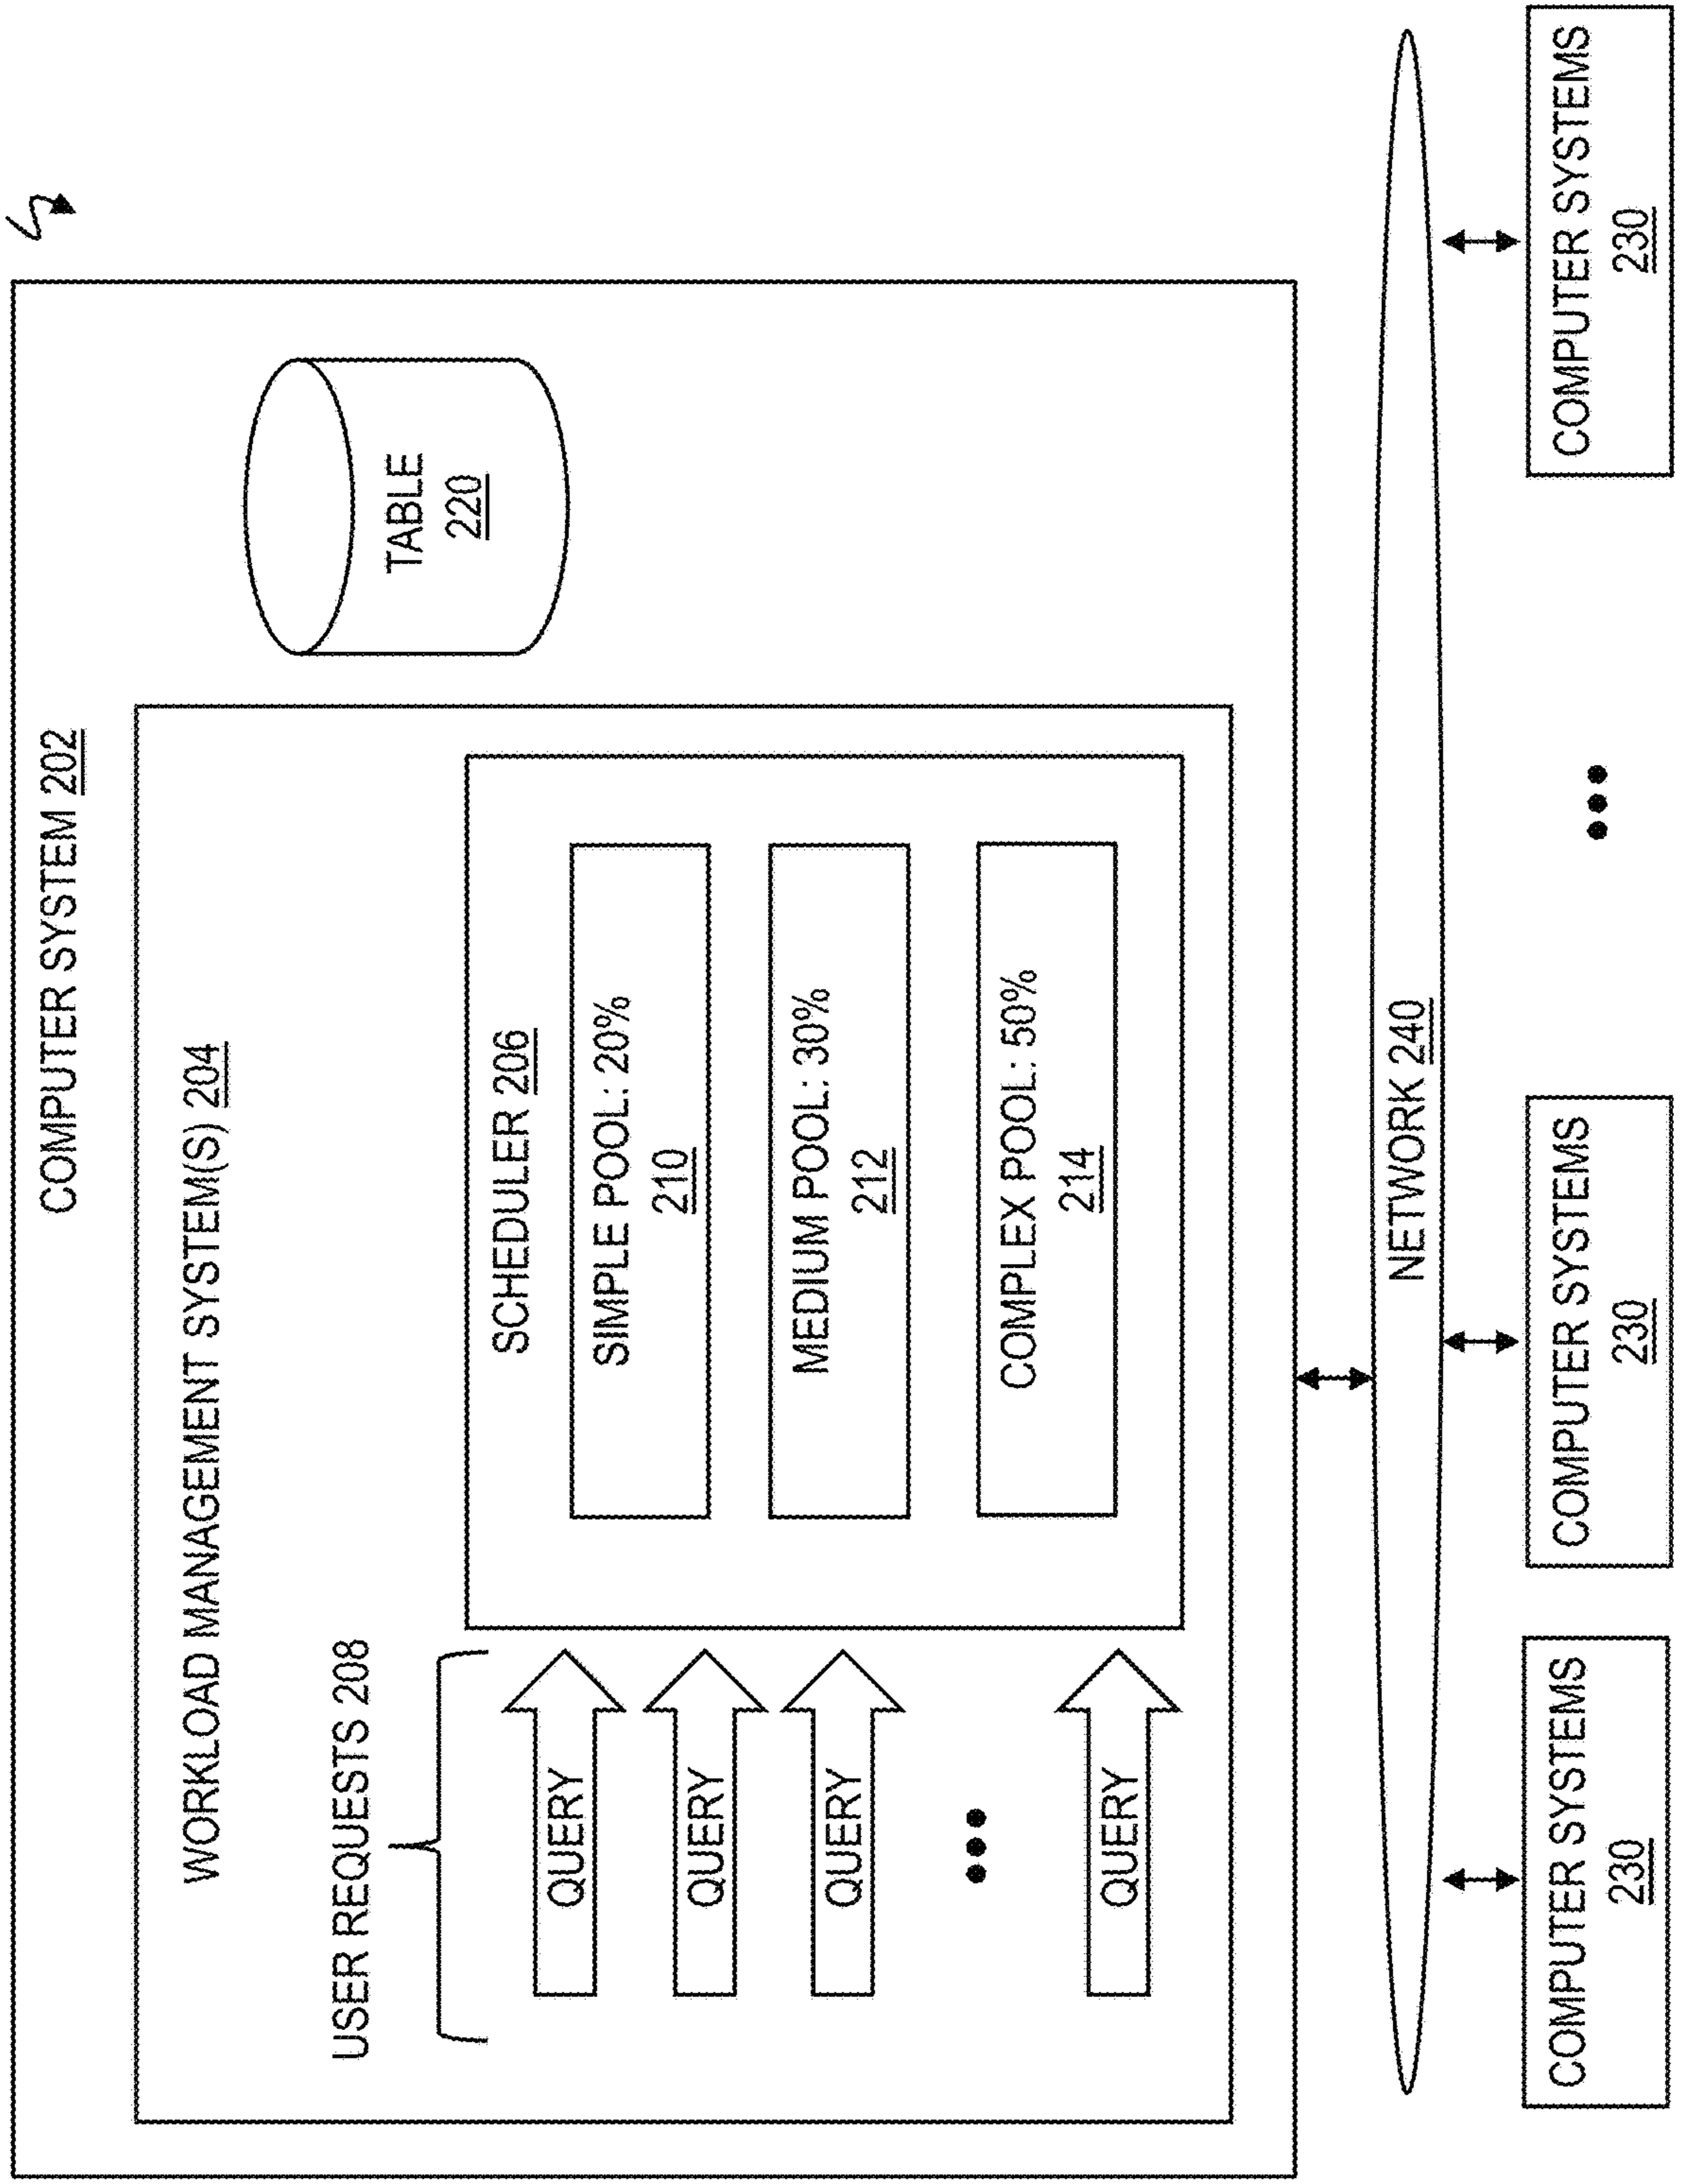 COMPUTER SYSTEM 202
WORKLOAD MANAGEMENT SYSTEM(S) 204
USER REQUESTS 208
QUERY
QUERY
QUERY
QUERY
SCHEDULER 206
SIMPLE POOL: 20%
210
MEDIUM POOL: 30%
212
COMPLEX POOL: 50%
214
TABLE
220
NETWORK 240
COMPUTER SYSTEMS
230
COMPUTER SYSTEMS
230
COMPUTER SYSTEMS
230